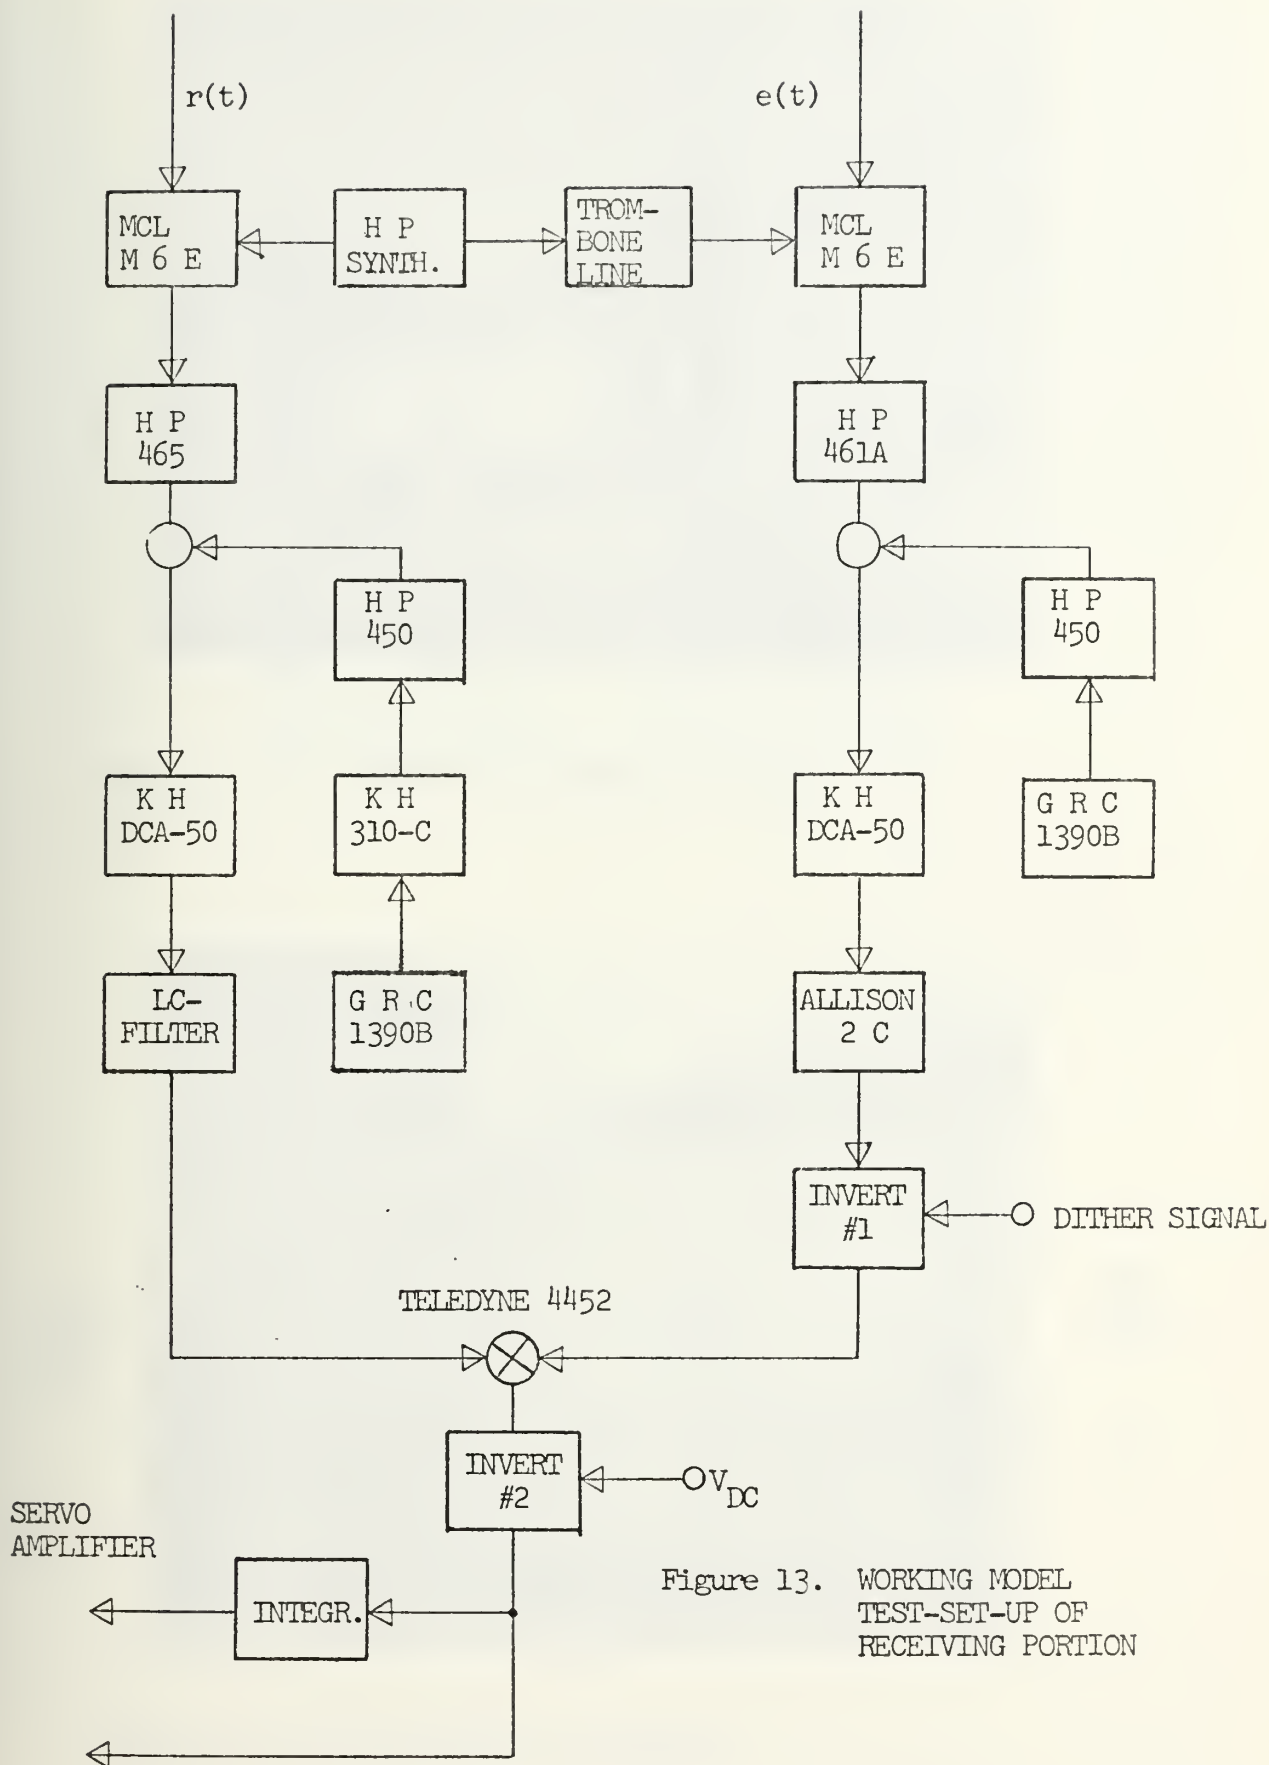 r(t)
e(t)
MCL
M 6 E
H P
SYNTH.
TROM-
BONE
LINE
MCL
M 6 E
H P
465
H P
461A
H P
450
H P
450
K H
DCA-50
K H
310-C
K H
DCA-50
G R C
1390B
LC-
FILTER
G R C
1390B
ALLISON
2 C
INVERT
#1
DITHER SIGNAL
TELEDYNE 4452
INVERT
#2
V DC
SERVO
AMPLIFIER
INTEGR.
Figure 13. WORKING MODEL
TEST-SET-UP OF
RECEIVING PORTION